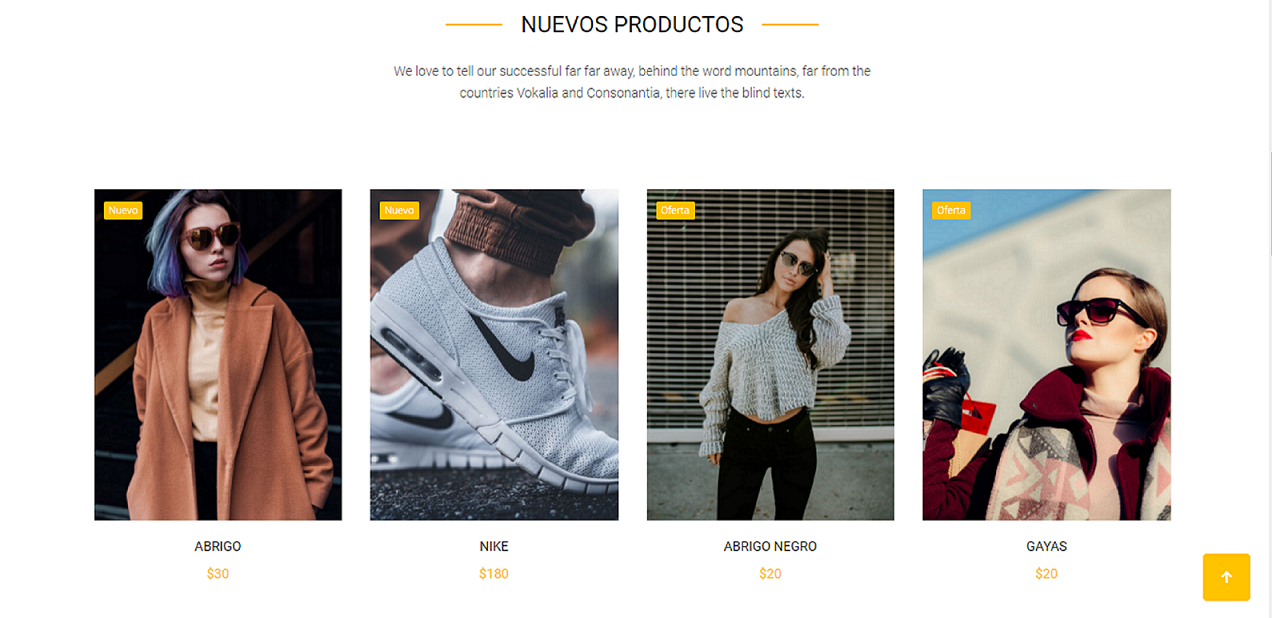 NUEVOS PRODUCTOS
We love to tell our successful far far away, behind the word mountains, far from the
countries Vokalia and Consonantia, there live the blind texts.
Nuevo
Nuevo
Oferta
Oferta
ABRIGO
NIKE
ABRIGO NEGRO
GAYAS
$30
$180
$20
$20